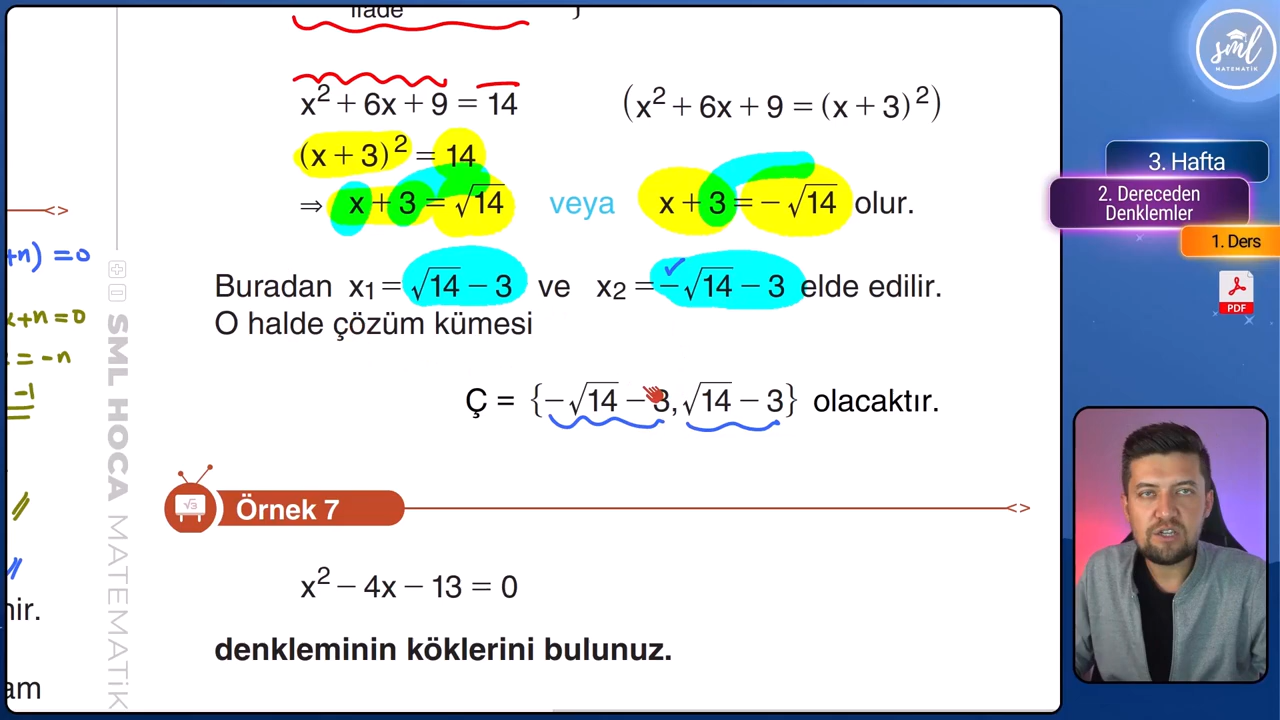 ifade
x² + 6x + 9 = 14 (x² + 6x + 9 = (x + 3)²)
(x + 3)² = 14
⇒ x + 3 = √14 veya x + 3 = − √14 olur.
Buradan x₁ = √14 − 3 ve x₂ = − √14 − 3 elde edilir.
O halde çözüm kümesi
Ç = {− √14 − 3, √14 − 3} olacaktır.
Örnek 7
x² − 4x − 13 = 0
denkleminin köklerini bulunuz.
+n) = 0
x+n=0
= -n
-1
nir.
am
SML HOCA MATEMATİK
√3
sml
MATEMATİK
3. Hafta
2. Dereceden
Denklemler
1. Ders
PDF